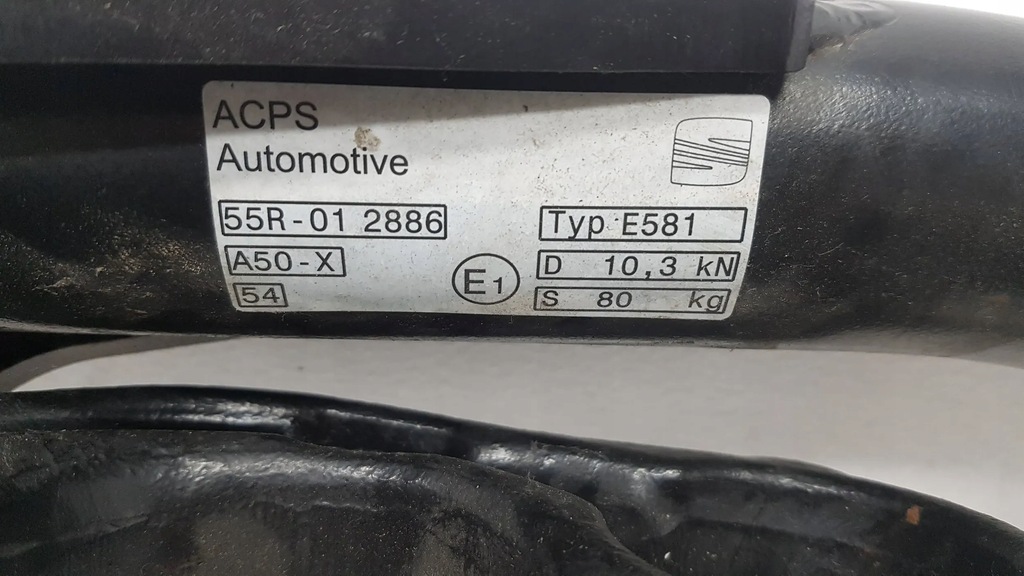 ACPS
Automotive
55R-01 2886
A50-X
54
E1
Typ E581
D 10,3 kN
S 80 kg